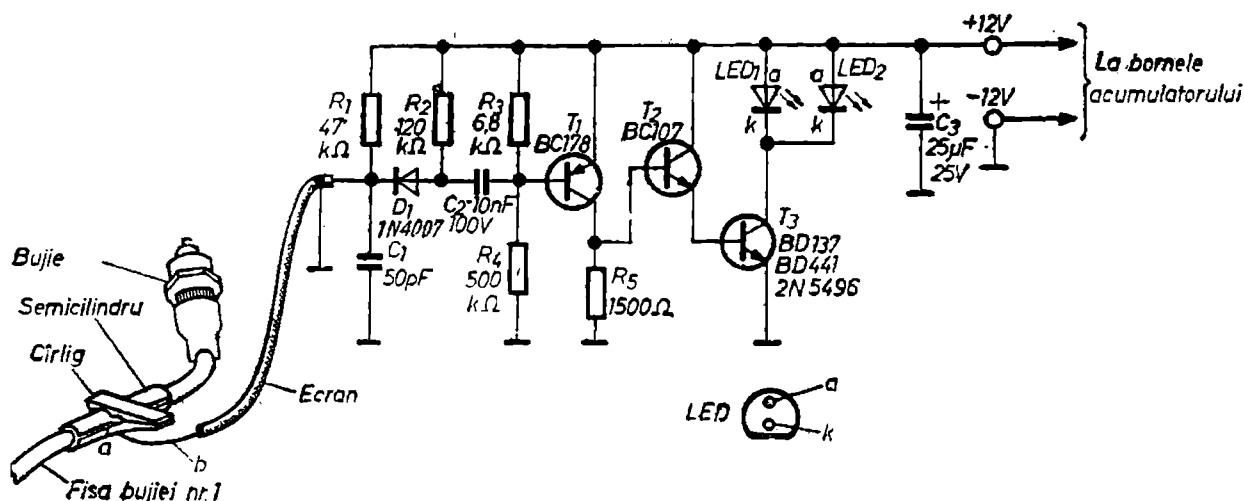 +12V
LED1
a
a
LED2
La bornele
acumulatorului
R1
47
kΩ
R2
120
kΩ
R3
6,8
kΩ
T1
BC178
T2
BC107
k
k
-12V
+
C3
25µF
25V
D1
1N4007
C2-10nF
100V
C1
50pF
R4
500
kΩ
R5
1500Ω
T3
BD137
BD441
2N5496
Bujie
Semicilindru
Cîrlig
Ecran
a
b
Fișa bujiei nr.1
LED
a
k